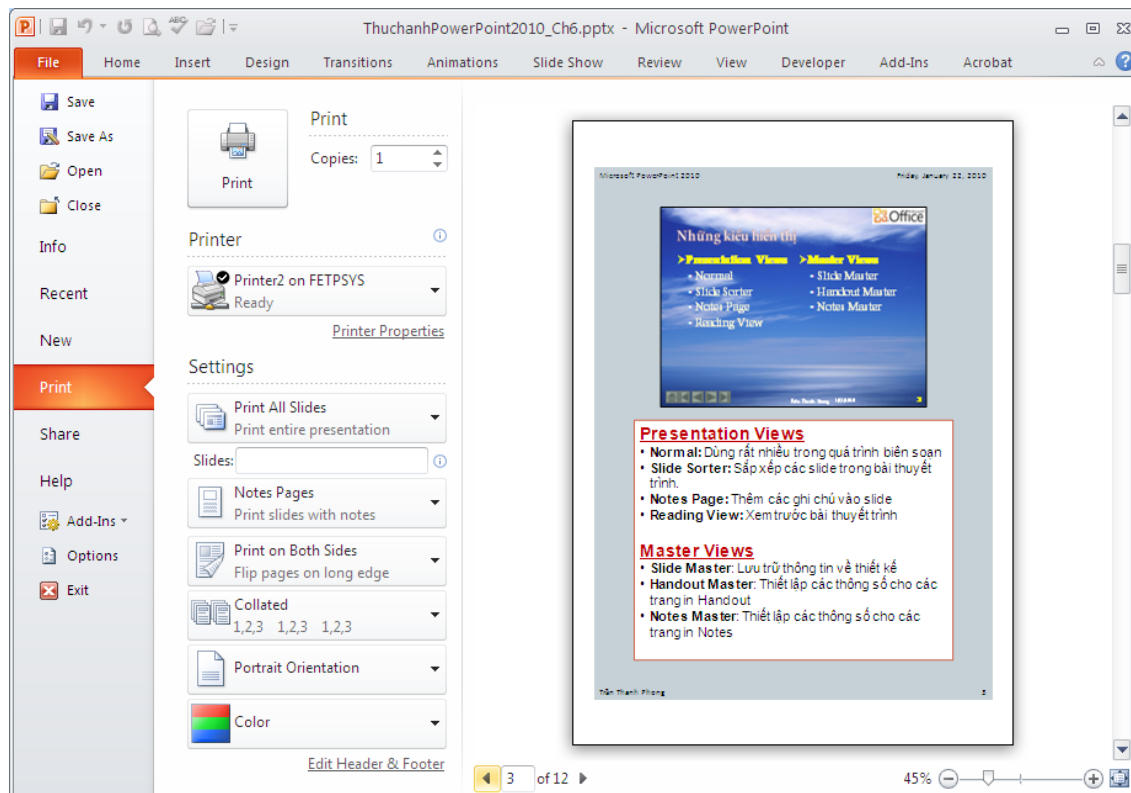 ThuchanhPowerPoint2010_Ch6.pptx - Microsoft PowerPoint
File Home Insert Design Transitions Animations Slide Show Review View Developer Add-Ins Acrobat
Save
Save As
Open
Close
Info
Recent
New
Print
Share
Help
Add-Ins
Options
Exit
Print
Print
Copies: 1
Printer
Printer2 on FETPSYS
Ready
Printer Properties
Settings
Print All Slides
Print entire presentation
Slides:
Notes Pages
Print slides with notes
Print on Both Sides
Flip pages on long edge
Collated
1,2,3 1,2,3 1,2,3
Portrait Orientation
Color
Edit Header & Footer
Microsoft PowerPoint 2010 Friday, January 22, 2010
Office
Những kiểu hiển thị
➢Presentation Views ➢Master Views
• Normal • Slide Master
• Slide Sorter • Handout Master
• Notes Page • Notes Master
• Reading View
Presentation Views
• Normal: Dùng rất nhiều trong quá trình biên soạn
• Slide Sorter: Sắp xếp các slide trong bài thuyết
trình.
• Notes Page: Thêm các ghi chú vào slide
• Reading View: Xem trước bài thuyết trình
Master Views
• Slide Master: Lưu trữ thông tin về thiết kế
• Handout Master: Thiết lập các thông số cho các
trang in Handout
• Notes Master: Thiết lập các thông số cho các
trang in Notes
Trần Thanh Phong
3 of 12 45%